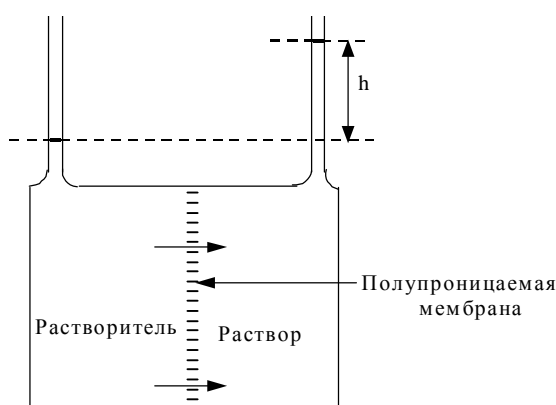 h
Полупроницаемая
мембрана
Растворитель
Раствор